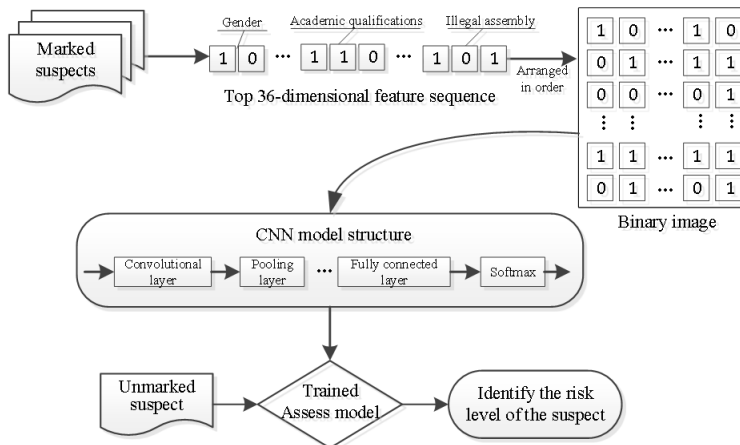 Gender
Academic qualifications
Illegal assembly
Marked
suspects
1 0 ··· 1 1 0 ··· 1 0 1
Arranged
in order
Top 36-dimensional feature sequence
1 0 ··· 1 0
0 1 ··· 1 1
0 0 ··· 0 1
⋮ ⋮ ⋮ ⋮
1 1 ··· 1 1
0 1 ··· 0 1
Binary image
CNN model structure
Convolutional
layer
Pooling
layer
···
Fully connected
layer
Softmax
Unmarked
suspect
Trained
Assess model
Identify the risk
level of the suspect